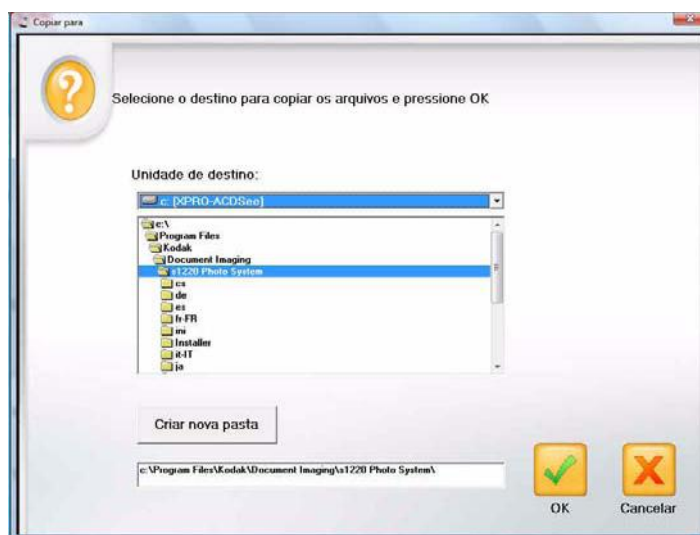 Copiar para
Selecione o destino para copiar os arquivos e pressione OK
Unidade de destino:
c: [XPRO-ACDSee]
c:\
Program Files
Kodak
Document Imaging
s1220 Photo System
cs
de
es
fr-FR
ini
Installer
it-IT
ja
Criar nova pasta
c:\Program Files\Kodak\Document Imaging\s1220 Photo System\
OK
Cancelar